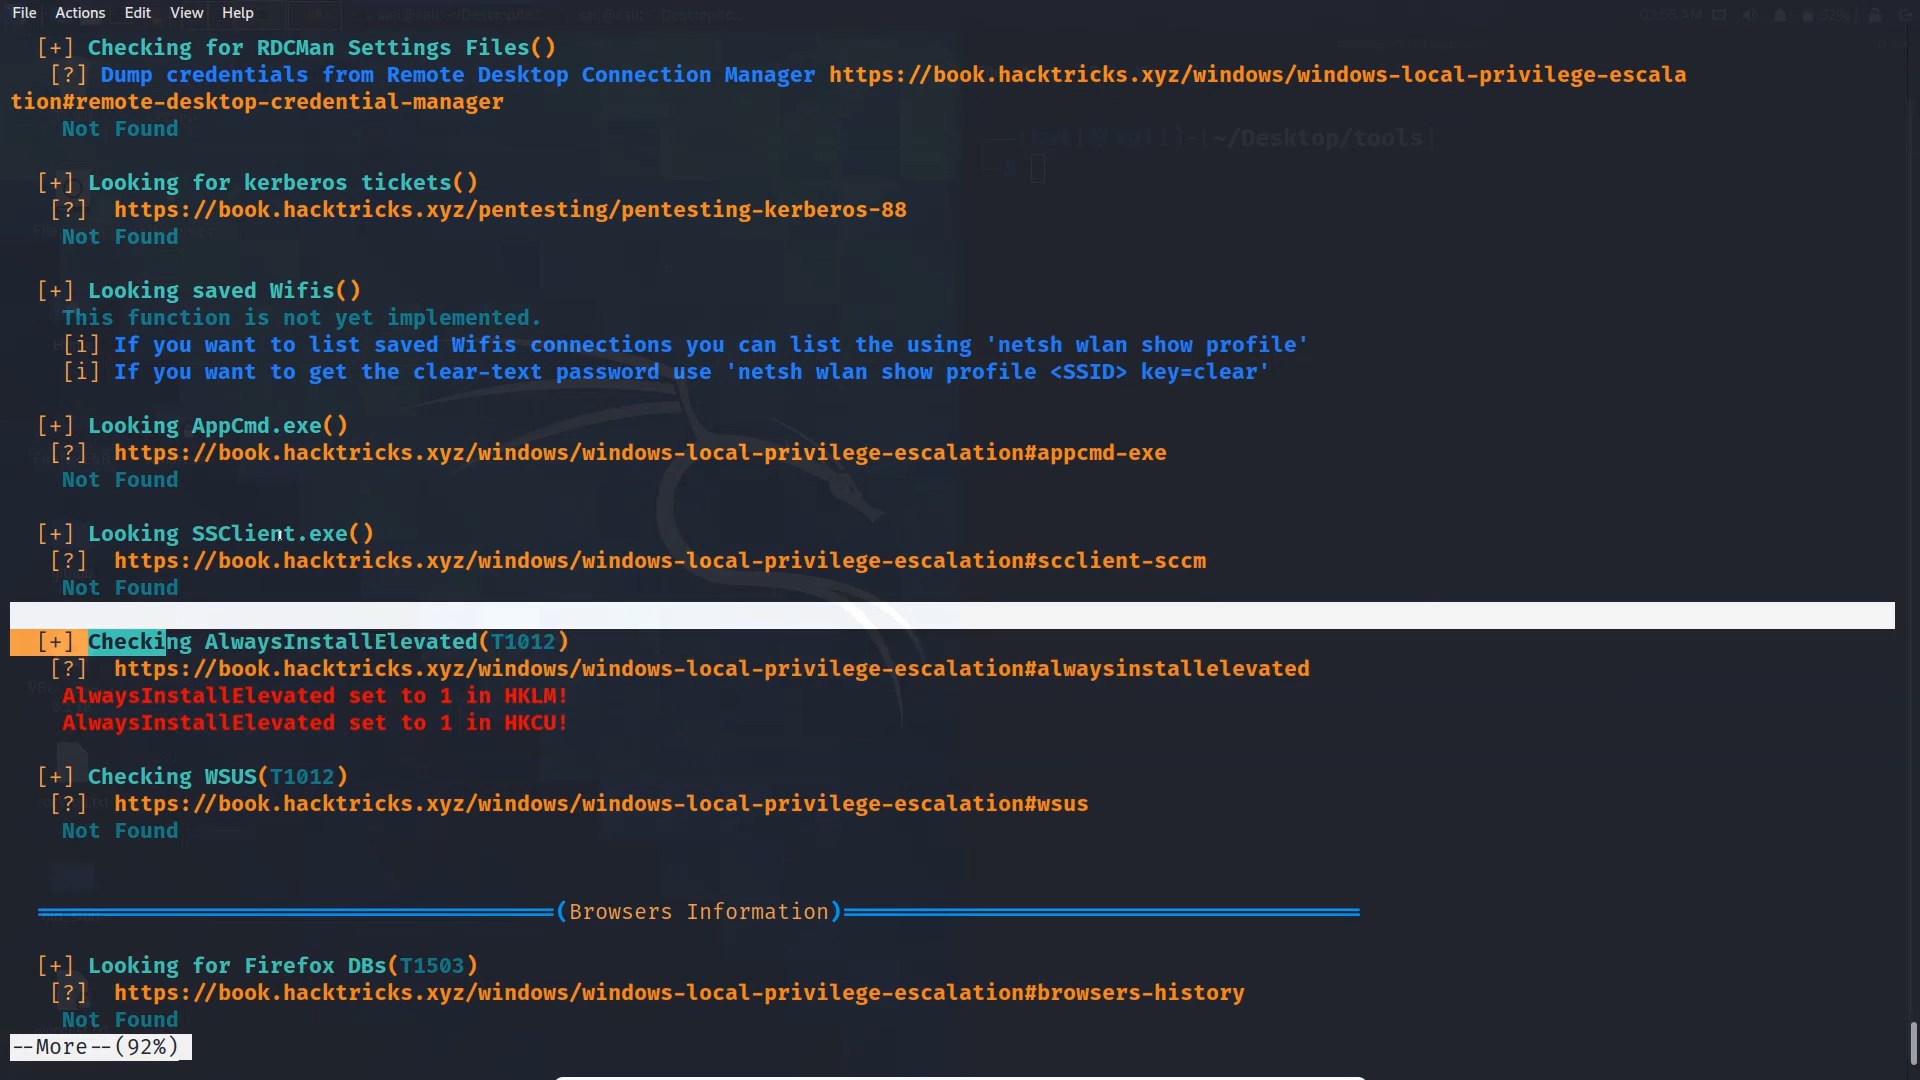 File Actions Edit View Help
[+] Checking for RDCMan Settings Files()
[?] Dump credentials from Remote Desktop Connection Manager https://book.hacktricks.xyz/windows/windows-local-privilege-escala
tion#remote-desktop-credential-manager
Not Found
~/Desktop/tools
[+] Looking for kerberos tickets()
[?] https://book.hacktricks.xyz/pentesting/pentesting-kerberos-88
Not Found
[+] Looking saved Wifis()
This function is not yet implemented.
[i] If you want to list saved Wifis connections you can list the using 'netsh wlan show profile'
[i] If you want to get the clear-text password use 'netsh wlan show profile <SSID> key=clear'
[+] Looking AppCmd.exe()
[?] https://book.hacktricks.xyz/windows/windows-local-privilege-escalation#appcmd-exe
Not Found
[+] Looking SSClient.exe()
[?] https://book.hacktricks.xyz/windows/windows-local-privilege-escalation#scclient-sccm
Not Found
[+] Checking AlwaysInstallElevated(T1012)
[?] https://book.hacktricks.xyz/windows/windows-local-privilege-escalation#alwaysinstallelevated
AlwaysInstallElevated set to 1 in HKLM!
AlwaysInstallElevated set to 1 in HKCU!
[+] Checking WSUS(T1012)
[?] https://book.hacktricks.xyz/windows/windows-local-privilege-escalation#wsus
Not Found
(Browsers Information)
[+] Looking for Firefox DBs(T1503)
[?] https://book.hacktricks.xyz/windows/windows-local-privilege-escalation#browsers-history
Not Found
--More--(92%)